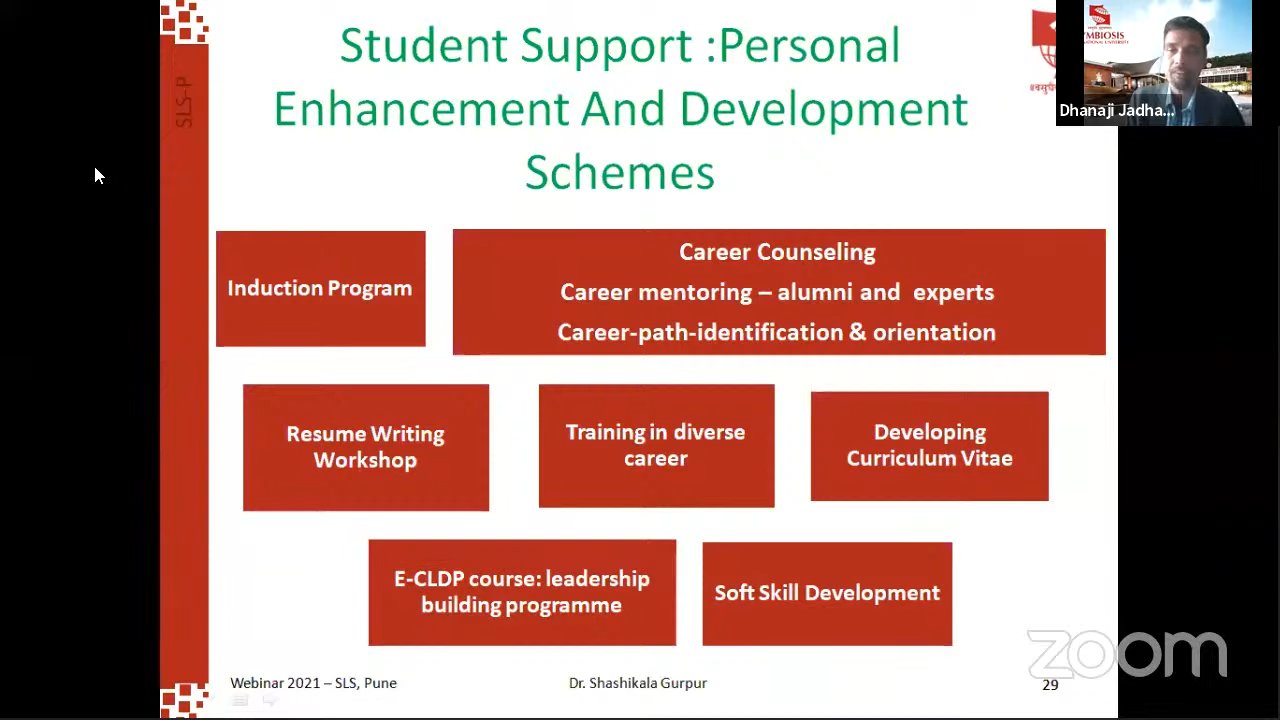 SLS-P
Student Support :Personal
Enhancement And Development
Schemes
SYMBIOSIS
Dhanaji Jadha...
Induction Program
Career Counseling
Career mentoring – alumni and experts
Career-path-identification & orientation
Resume Writing
Workshop
Training in diverse
career
Developing
Curriculum Vitae
E-CLDP course: leadership
building programme
Soft Skill Development
zoom
Webinar 2021 – SLS, Pune
Dr. Shashikala Gurpur
29